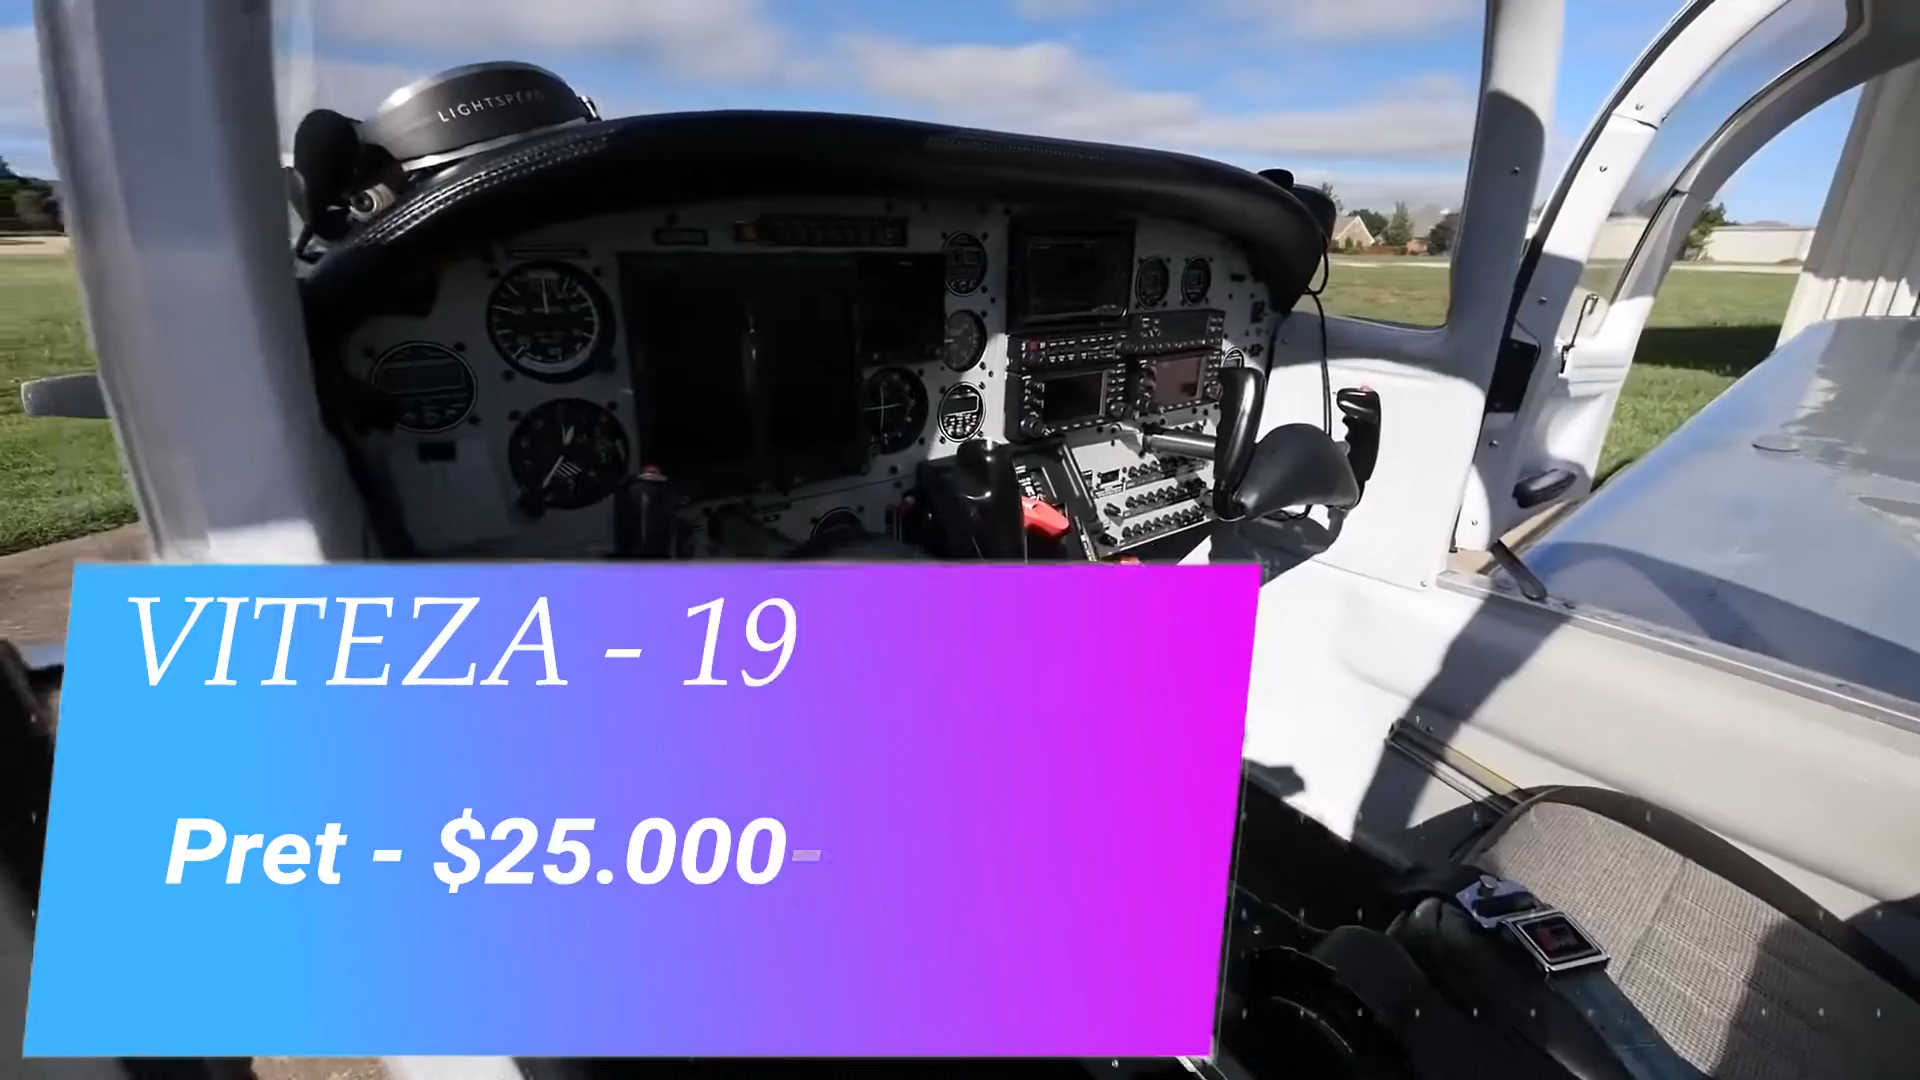 LIGHTSPEED
VITEZA - 19
Pret - $25.000-